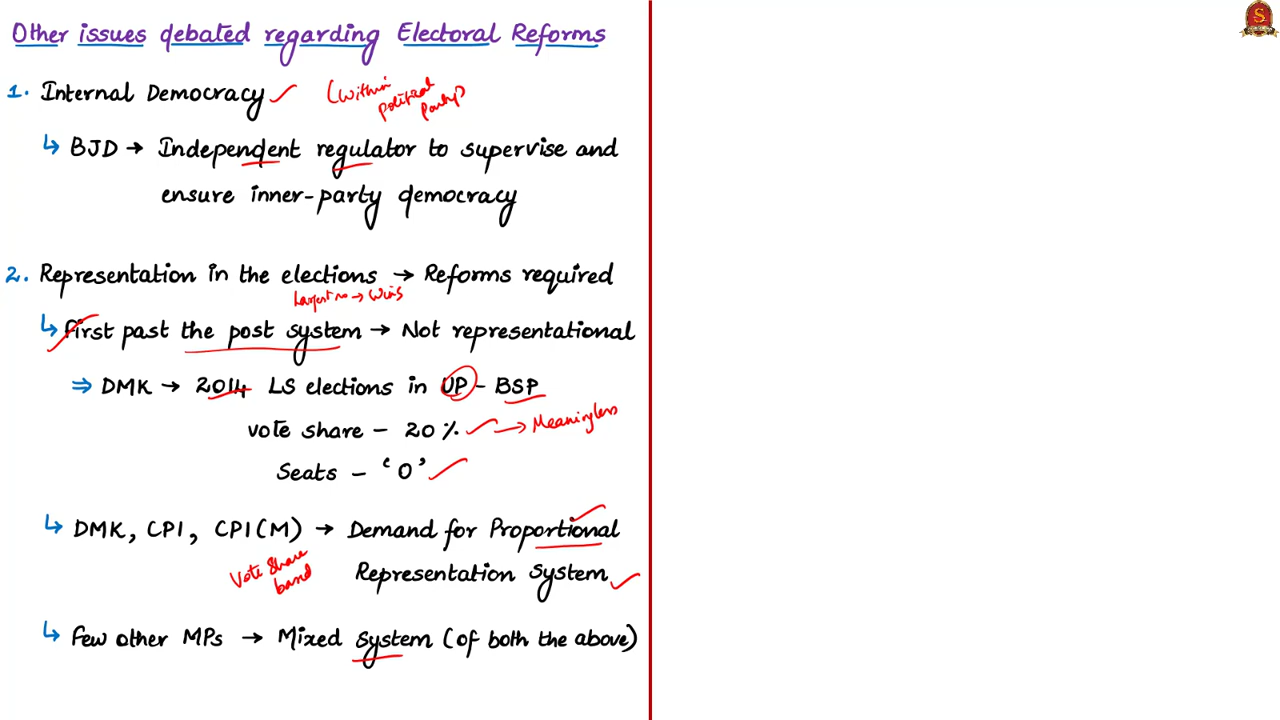 Other issues debated regarding Electoral Reforms
1. Internal Democracy (within
political
party)
↳ BJD → Independent regulator to supervise and
ensure inner-party democracy
2. Representation in the elections → Reforms required
Largest no → Wins
↳ First past the post system → Not representational
⇒ DMK → 2014 LS elections in UP - BSP
Vote share - 20% → Meaningless
Seats - '0'
↳ DMK, CPI, CPI(M) → Demand for Proportional
Vote share
based
Representation System
↳ Few other MPs → Mixed system (of both the above)
S